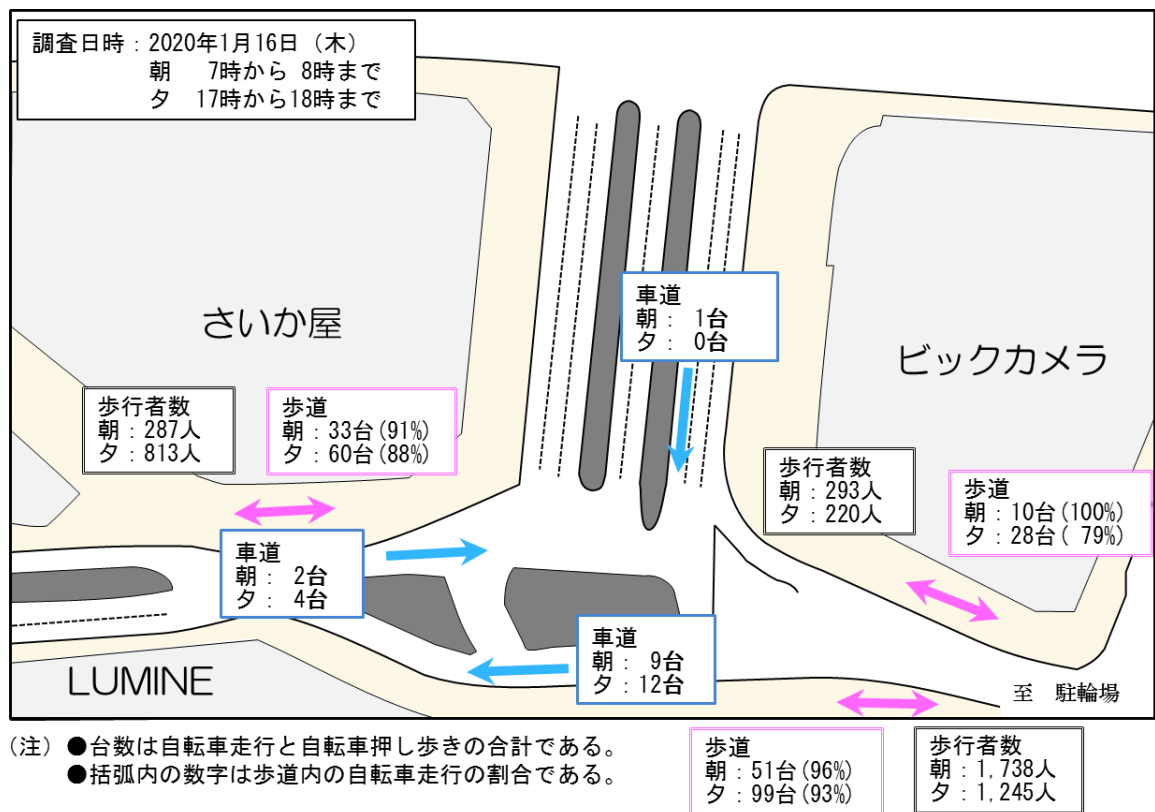 調査日時：2020年1月16日（木）
朝　7時から 8時まで
夕　17時から18時まで
さいか屋
ビックカメラ
車道
朝： 1台
夕： 0台
歩行者数
朝：287人
夕：813人
歩道
朝：33台(91%)
夕：60台(88%)
歩行者数
朝：293人
夕：220人
歩道
朝：10台(100%)
夕：28台( 79%)
車道
朝： 2台
夕： 4台
車道
朝： 9台
夕：12台
LUMINE
至　駐輪場
（注）●台数は自転車走行と自転車押し歩きの合計である。
●括弧内の数字は歩道内の自転車走行の割合である。
歩道
朝：51台(96%)
夕：99台(93%)
歩行者数
朝：1,738人
夕：1,245人